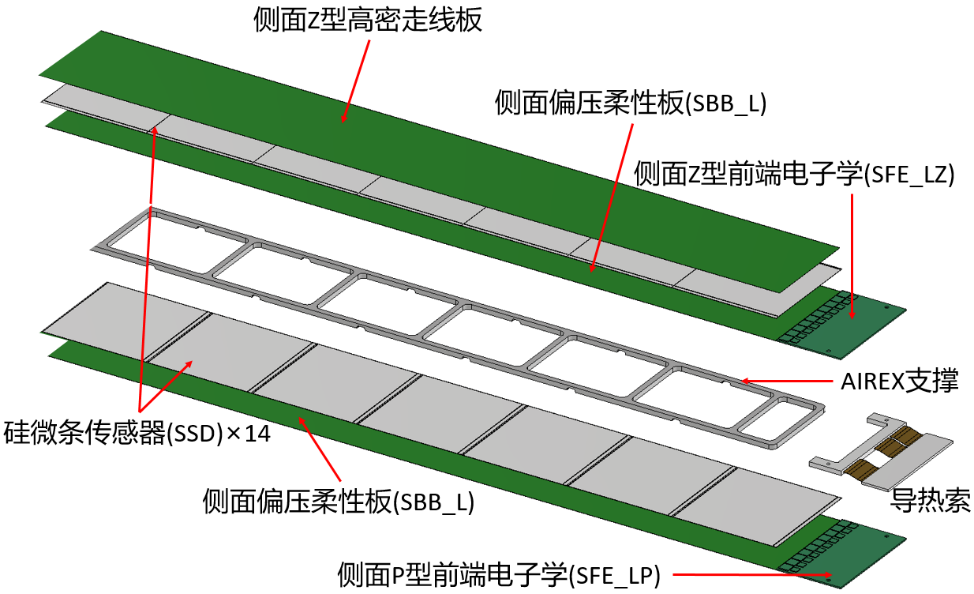 侧面Z型高密走线板
侧面偏压柔性板(SBB_L)
侧面Z型前端电子学(SFE_LZ)
AIREX支撑
硅微条传感器(SSD)×14
导热索
侧面偏压柔性板(SBB_L)
侧面P型前端电子学(SFE_LP)